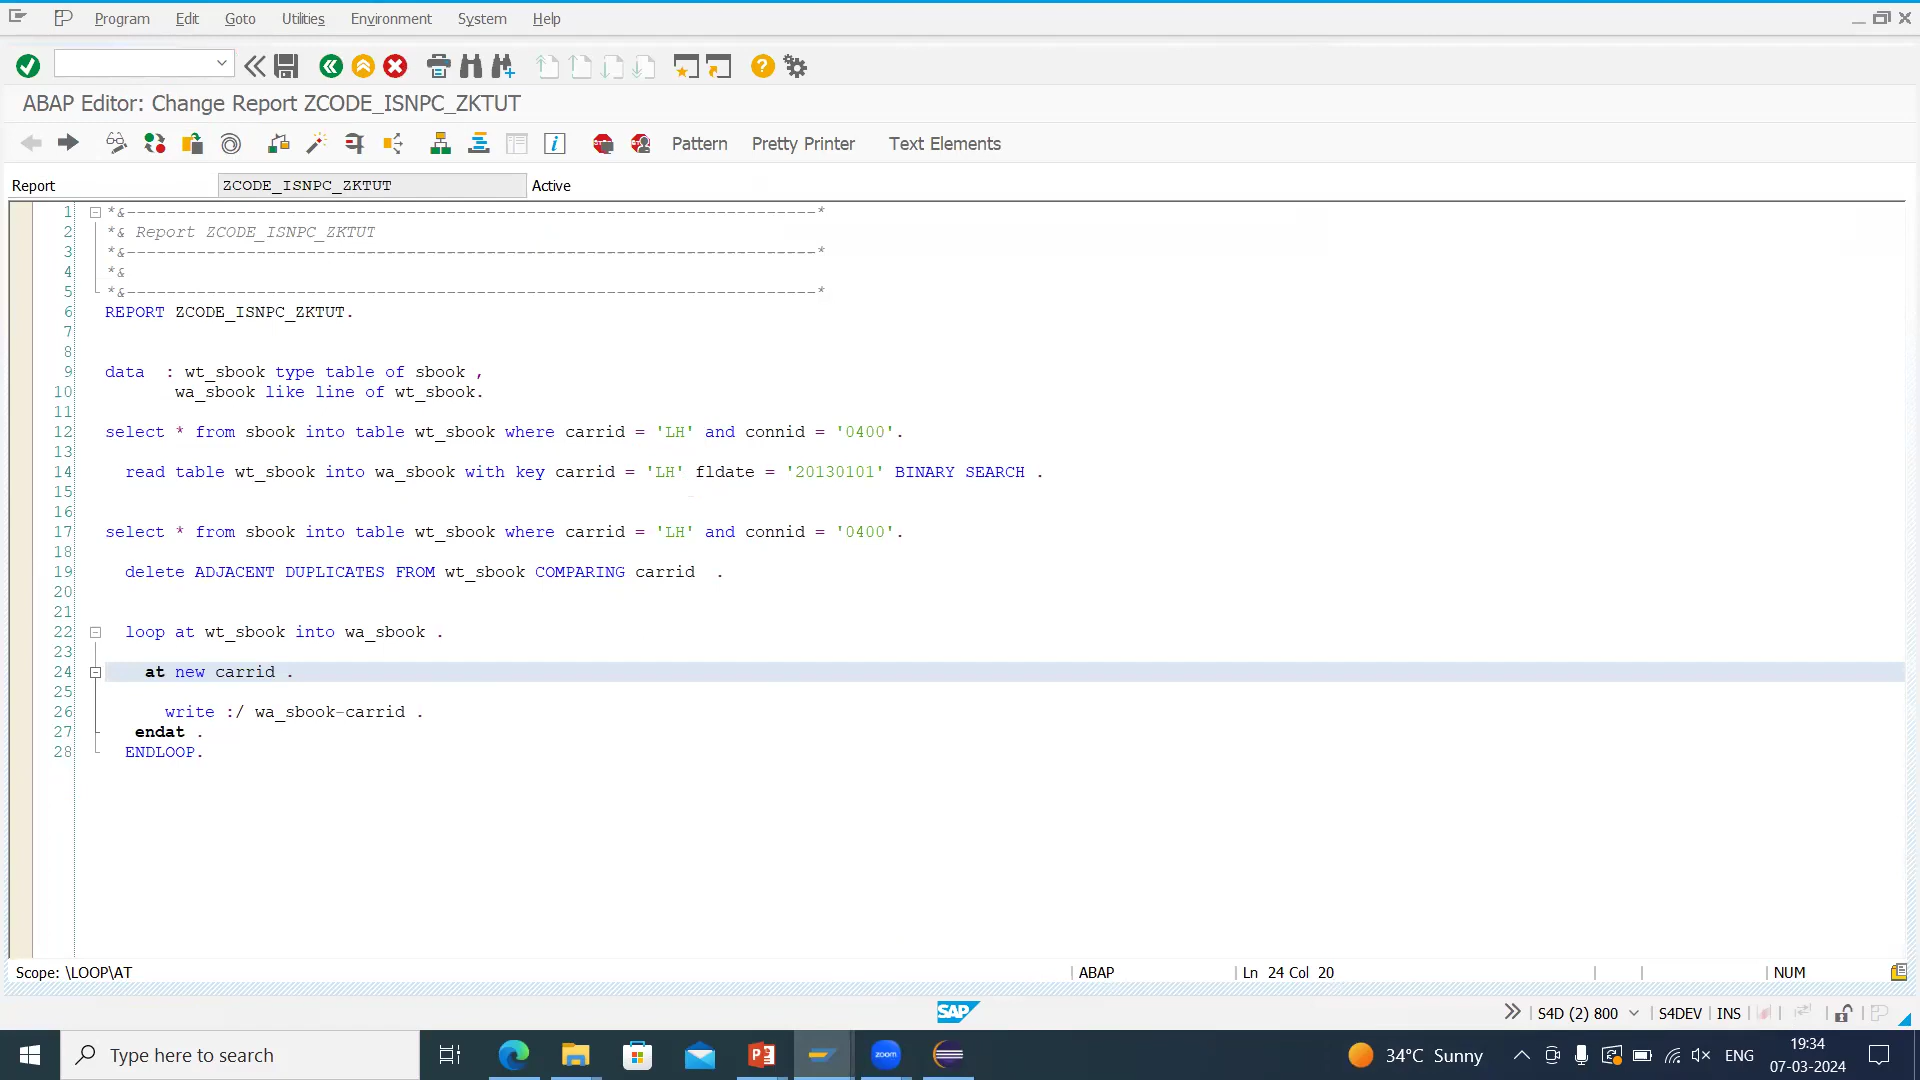 Program Edit Goto Utilities Environment System Help
ABAP Editor: Change Report ZCODE_ISNPC_ZKTUT
Pattern Pretty Printer Text Elements
Report ZCODE_ISNPC_ZKTUT Active
1 *&---------------------------------------------------------------------*
2 *& Report ZCODE_ISNPC_ZKTUT
3 *&---------------------------------------------------------------------*
4 *&
5 *&---------------------------------------------------------------------*
6 REPORT ZCODE_ISNPC_ZKTUT.
7
8
9 data : wt_sbook type table of sbook ,
10 wa_sbook like line of wt_sbook.
11
12 select * from sbook into table wt_sbook where carrid = 'LH' and connid = '0400'.
13
14 read table wt_sbook into wa_sbook with key carrid = 'LH' fldate = '20130101' BINARY SEARCH .
15
16
17 select * from sbook into table wt_sbook where carrid = 'LH' and connid = '0400'.
18
19 delete ADJACENT DUPLICATES FROM wt_sbook COMPARING carrid .
20
21
22 loop at wt_sbook into wa_sbook .
23
24 at new carrid .
25
26 write :/ wa_sbook-carrid .
27 endat .
28 ENDLOOP.
Scope: \LOOP\AT ABAP Ln 24 Col 20 NUM
SAP S4D (2) 800 S4DEV INS
Type here to search zoom 34°C Sunny ENG 19:34
07-03-2024